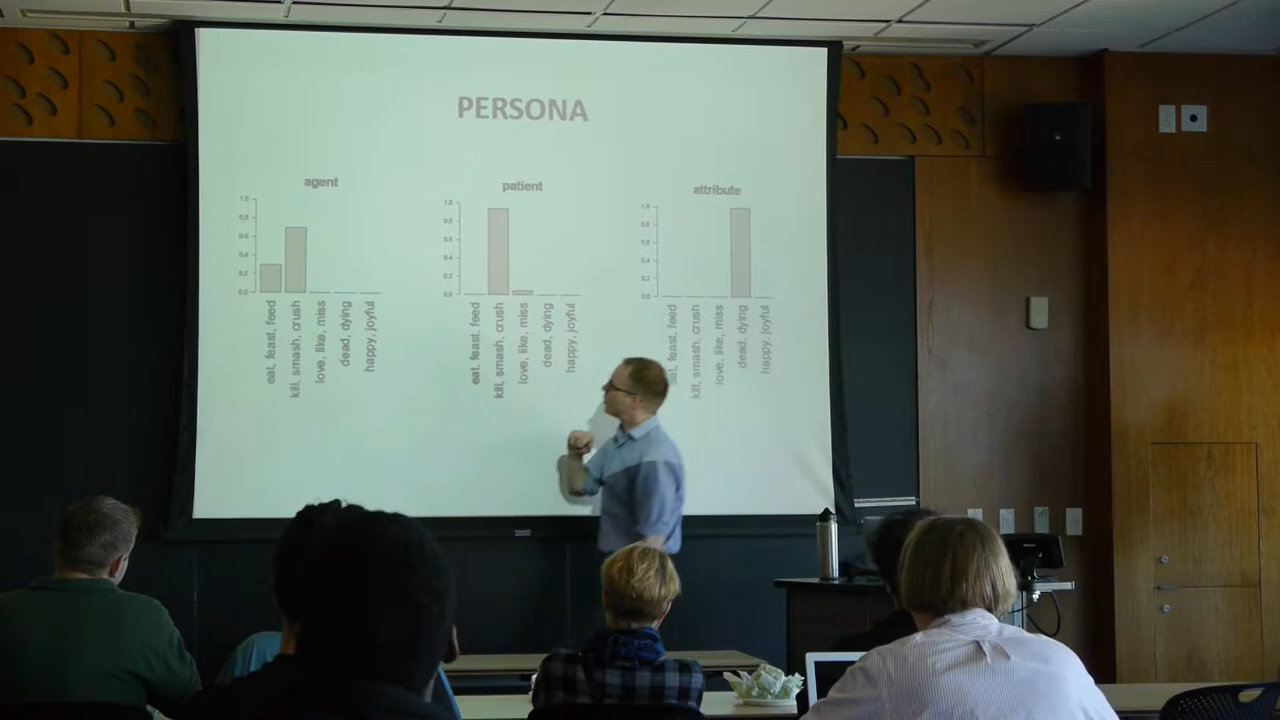 PERSONA
agent
1.0
0.8
0.6
0.4
0.2
0.0
eat, feast, feed
kill, smash, crush
love, like, miss
dead, dying
happy, joyful
patient
1.0
0.8
0.6
0.4
0.2
0.0
eat, feast, feed
kill, smash, crush
love, like, miss
dead, dying
happy, joyful
attribute
1.0
0.8
0.6
0.4
0.2
0.0
eat, feast, feed
kill, smash, crush
love, like, miss
dead, dying
happy, joyful